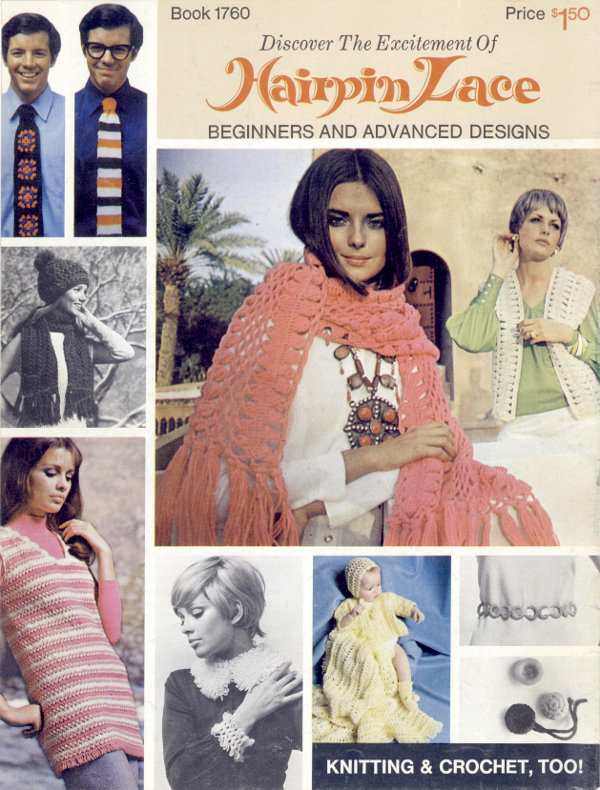 Book 1760
Price $1.50
Discover The Excitement Of
Hairpin Lace
BEGINNERS AND ADVANCED DESIGNS
KNITTING & CROCHET, TOO!